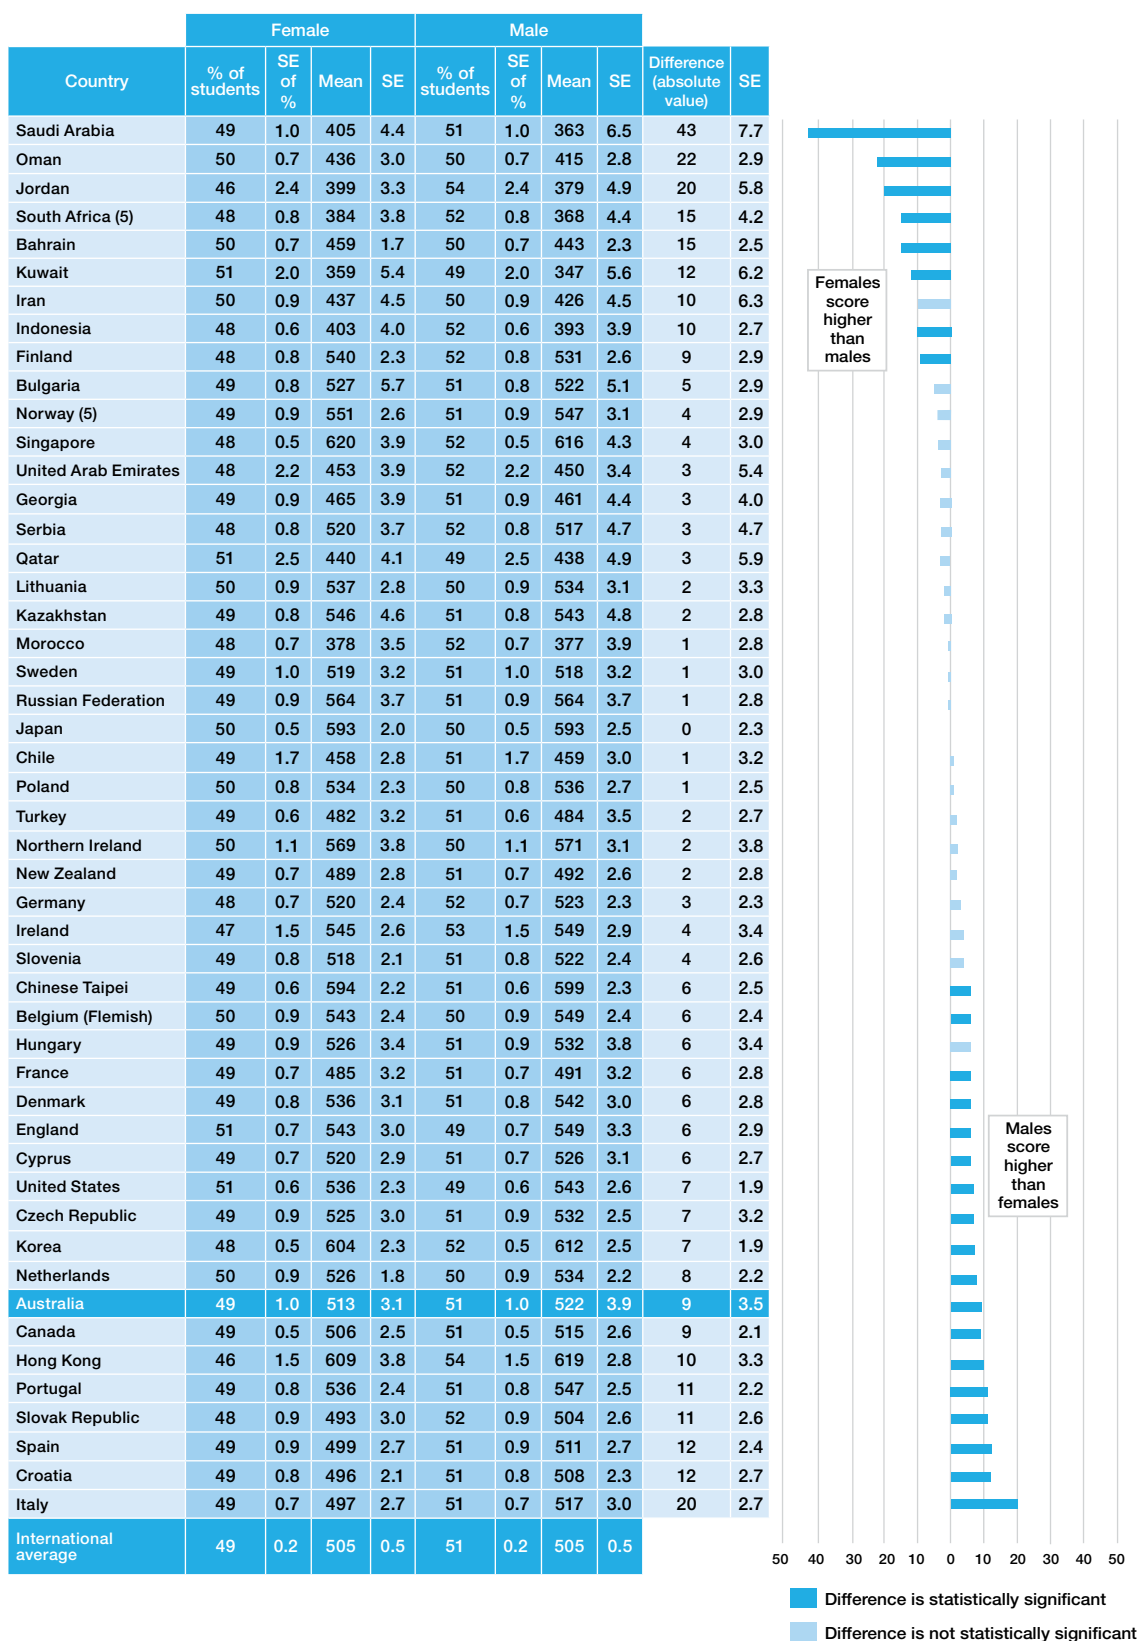 Female Male
Country % of students SE of % Mean SE % of students SE of % Mean SE Difference (absolute value) SE
Saudi Arabia 49 1.0 405 4.4 51 1.0 363 6.5 43 7.7
Oman 50 0.7 436 3.0 50 0.7 415 2.8 22 2.9
Jordan 46 2.4 399 3.3 54 2.4 379 4.9 20 5.8
South Africa (5) 48 0.8 384 3.8 52 0.8 368 4.4 15 4.2
Bahrain 50 0.7 459 1.7 50 0.7 443 2.3 15 2.5
Kuwait 51 2.0 359 5.4 49 2.0 347 5.6 12 6.2
Iran 50 0.9 437 4.5 50 0.9 426 4.5 10 6.3
Indonesia 48 0.6 403 4.0 52 0.6 393 3.9 10 2.7
Finland 48 0.8 540 2.3 52 0.8 531 2.6 9 2.9
Bulgaria 49 0.8 527 5.7 51 0.8 522 5.1 5 2.9
Norway (5) 49 0.9 551 2.6 51 0.9 547 3.1 4 2.9
Singapore 48 0.5 620 3.9 52 0.5 616 4.3 4 3.0
United Arab Emirates 48 2.2 453 3.9 52 2.2 450 3.4 3 5.4
Georgia 49 0.9 465 3.9 51 0.9 461 4.4 3 4.0
Serbia 48 0.8 520 3.7 52 0.8 517 4.7 3 4.7
Qatar 51 2.5 440 4.1 49 2.5 438 4.9 3 5.9
Lithuania 50 0.9 537 2.8 50 0.9 534 3.1 2 3.3
Kazakhstan 49 0.8 546 4.6 51 0.8 543 4.8 2 2.8
Morocco 48 0.7 378 3.5 52 0.7 377 3.9 1 2.8
Sweden 49 1.0 519 3.2 51 1.0 518 3.2 1 3.0
Russian Federation 49 0.9 564 3.7 51 0.9 564 3.7 1 2.8
Japan 50 0.5 593 2.0 50 0.5 593 2.5 0 2.3
Chile 49 1.7 458 2.8 51 1.7 459 3.0 1 3.2
Poland 50 0.8 534 2.3 50 0.8 536 2.7 1 2.5
Turkey 49 0.6 482 3.2 51 0.6 484 3.5 2 2.7
Northern Ireland 50 1.1 569 3.8 50 1.1 571 3.1 2 3.8
New Zealand 49 0.7 489 2.8 51 0.7 492 2.6 2 2.8
Germany 48 0.7 520 2.4 52 0.7 523 2.3 3 2.3
Ireland 47 1.5 545 2.6 53 1.5 549 2.9 4 3.4
Slovenia 49 0.8 518 2.1 51 0.8 522 2.4 4 2.6
Chinese Taipei 49 0.6 594 2.2 51 0.6 599 2.3 6 2.5
Belgium (Flemish) 50 0.9 543 2.4 50 0.9 549 2.4 6 2.4
Hungary 49 0.9 526 3.4 51 0.9 532 3.8 6 3.4
France 49 0.7 485 3.2 51 0.7 491 3.2 6 2.8
Denmark 49 0.8 536 3.1 51 0.8 542 3.0 6 2.8
England 51 0.7 543 3.0 49 0.7 549 3.3 6 2.9
Cyprus 49 0.7 520 2.9 51 0.7 526 3.1 6 2.7
United States 51 0.6 536 2.3 49 0.6 543 2.6 7 1.9
Czech Republic 49 0.9 525 3.0 51 0.9 532 2.5 7 3.2
Korea 48 0.5 604 2.3 52 0.5 612 2.5 7 1.9
Netherlands 50 0.9 526 1.8 50 0.9 534 2.2 8 2.2
Australia 49 1.0 513 3.1 51 1.0 522 3.9 9 3.5
Canada 49 0.5 506 2.5 51 0.5 515 2.6 9 2.1
Hong Kong 46 1.5 609 3.8 54 1.5 619 2.8 10 3.3
Portugal 49 0.8 536 2.4 51 0.8 547 2.5 11 2.2
Slovak Republic 48 0.9 493 3.0 52 0.9 504 2.6 11 2.6
Spain 49 0.9 499 2.7 51 0.9 511 2.7 12 2.4
Croatia 49 0.8 496 2.1 51 0.8 508 2.3 12 2.7
Italy 49 0.7 497 2.7 51 0.7 517 3.0 20 2.7
International average 49 0.2 505 0.5 51 0.2 505 0.5
Females
score
higher
than
males
Males
score
higher
than
females
50 40 30 20 10 0 10 20 30 40 50
Difference is statistically significant
Difference is not statistically significant